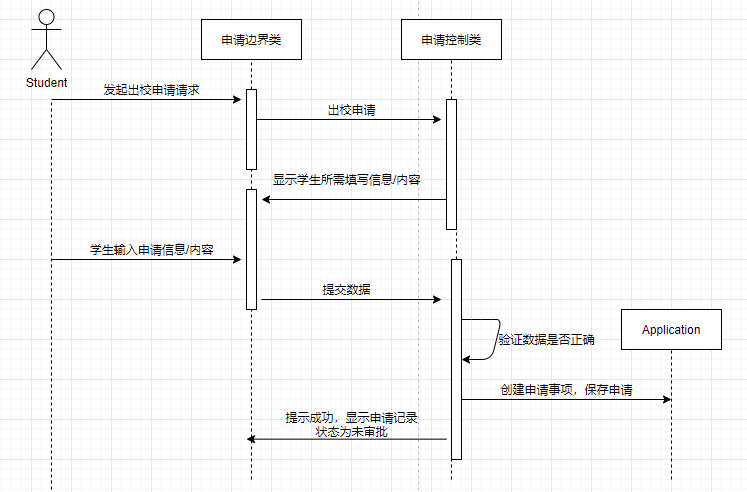 申请边界类
申请控制类
Student
发起出校申请请求
出校申请
显示学生所需填写信息/内容
学生输入申请信息/内容
提交数据
Application
验证数据是否正确
创建申请事项，保存申请
提示成功，显示申请记录
状态为未审批